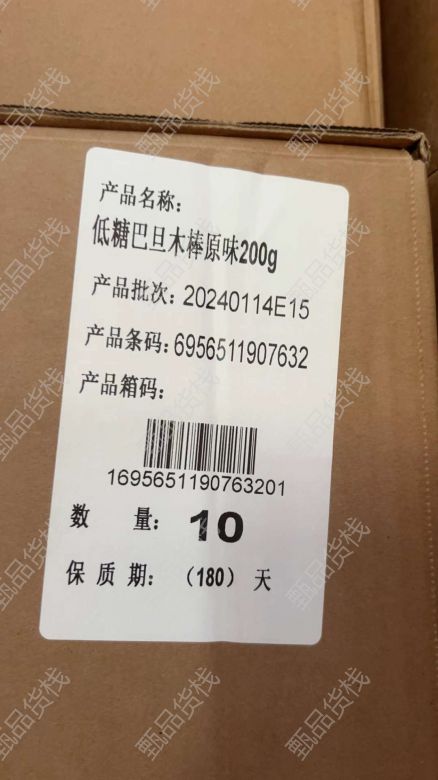 产品名称:
低糖巴旦木棒原味200g
产品批次: 20240114E15
产品条码: 6956511907632
产品箱码:
1695651190763201
数 量: 10
保 质 期: (180) 天
甄品货栈